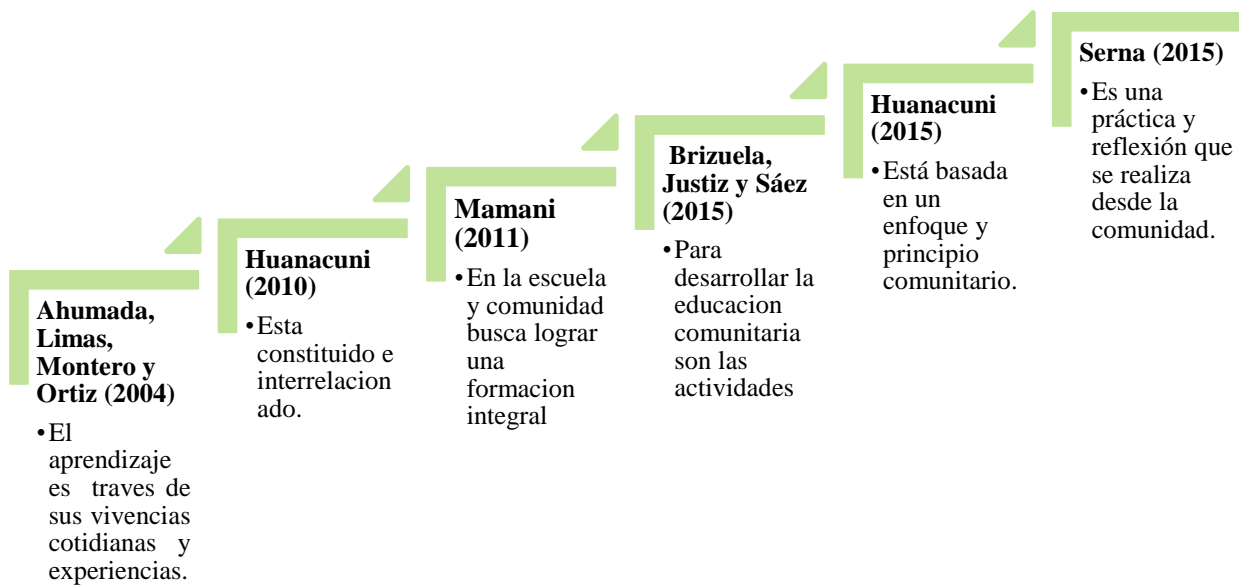 Ahumada,
Limas,
Montero y
Ortiz (2004)
•El
aprendizaje
es traves de
sus vivencias
cotidianas y
experiencias.
Huanacuni
(2010)
•Esta
constituido e
interrelacion
ado.
Mamani
(2011)
•En la escuela
y comunidad
busca lograr
una
formacion
integral
Brizuela,
Justiz y Sáez
(2015)
•Para
desarrollar la
educacion
comunitaria
son las
actividades
Huanacuni
(2015)
•Está basada
en un
enfoque y
principio
comunitario.
Serna (2015)
•Es una
práctica y
reflexión que
se realiza
desde la
comunidad.